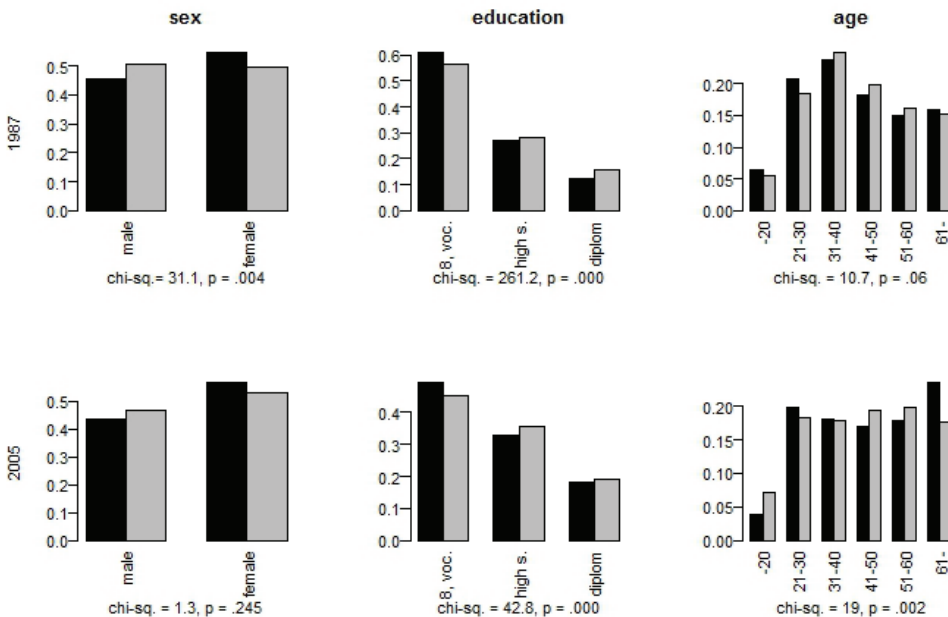 sex education age
1987
0.5
0.4
0.3
0.2
0.1
0.0
male female
chi-sq.= 31.1, p = .004
0.6
0.5
0.4
0.3
0.2
0.1
0.0
8, voc. high s. diplom
chi-sq. = 261.2, p = .000
0.20
0.15
0.10
0.05
0.00
-20 21-30 31-40 41-50 51-60 61-
chi-sq. = 10.7, p = .06
2005
0.5
0.4
0.3
0.2
0.1
0.0
male female
chi-sq. = 1.3, p = .245
0.4
0.3
0.2
0.1
0.0
8, voc. high s. diplom
chi-sq. = 42.8, p = .000
0.20
0.15
0.10
0.05
0.00
-20 21-30 31-40 41-50 51-60 61-
chi-sq. = 19, p = .002